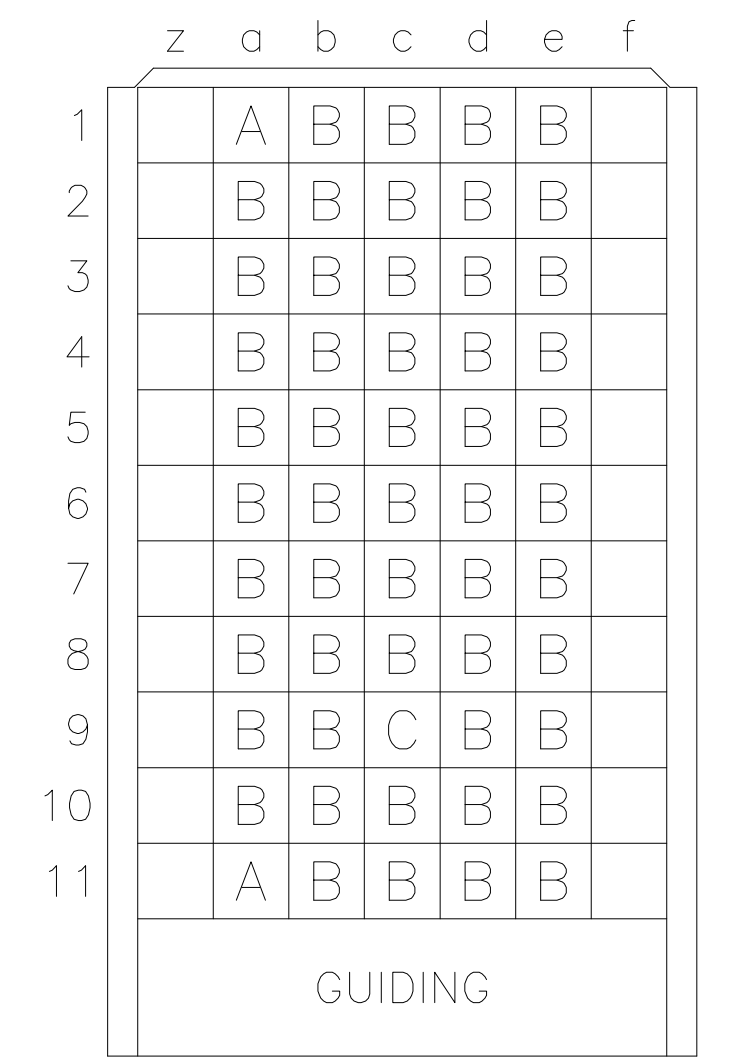 z a b c d e f
1 A B B B B
2 B B B B B
3 B B B B B
4 B B B B B
5 B B B B B
6 B B B B B
7 B B B B B
8 B B B B B
9 B B C B B
10 B B B B B
11 A B B B B
GUIDING